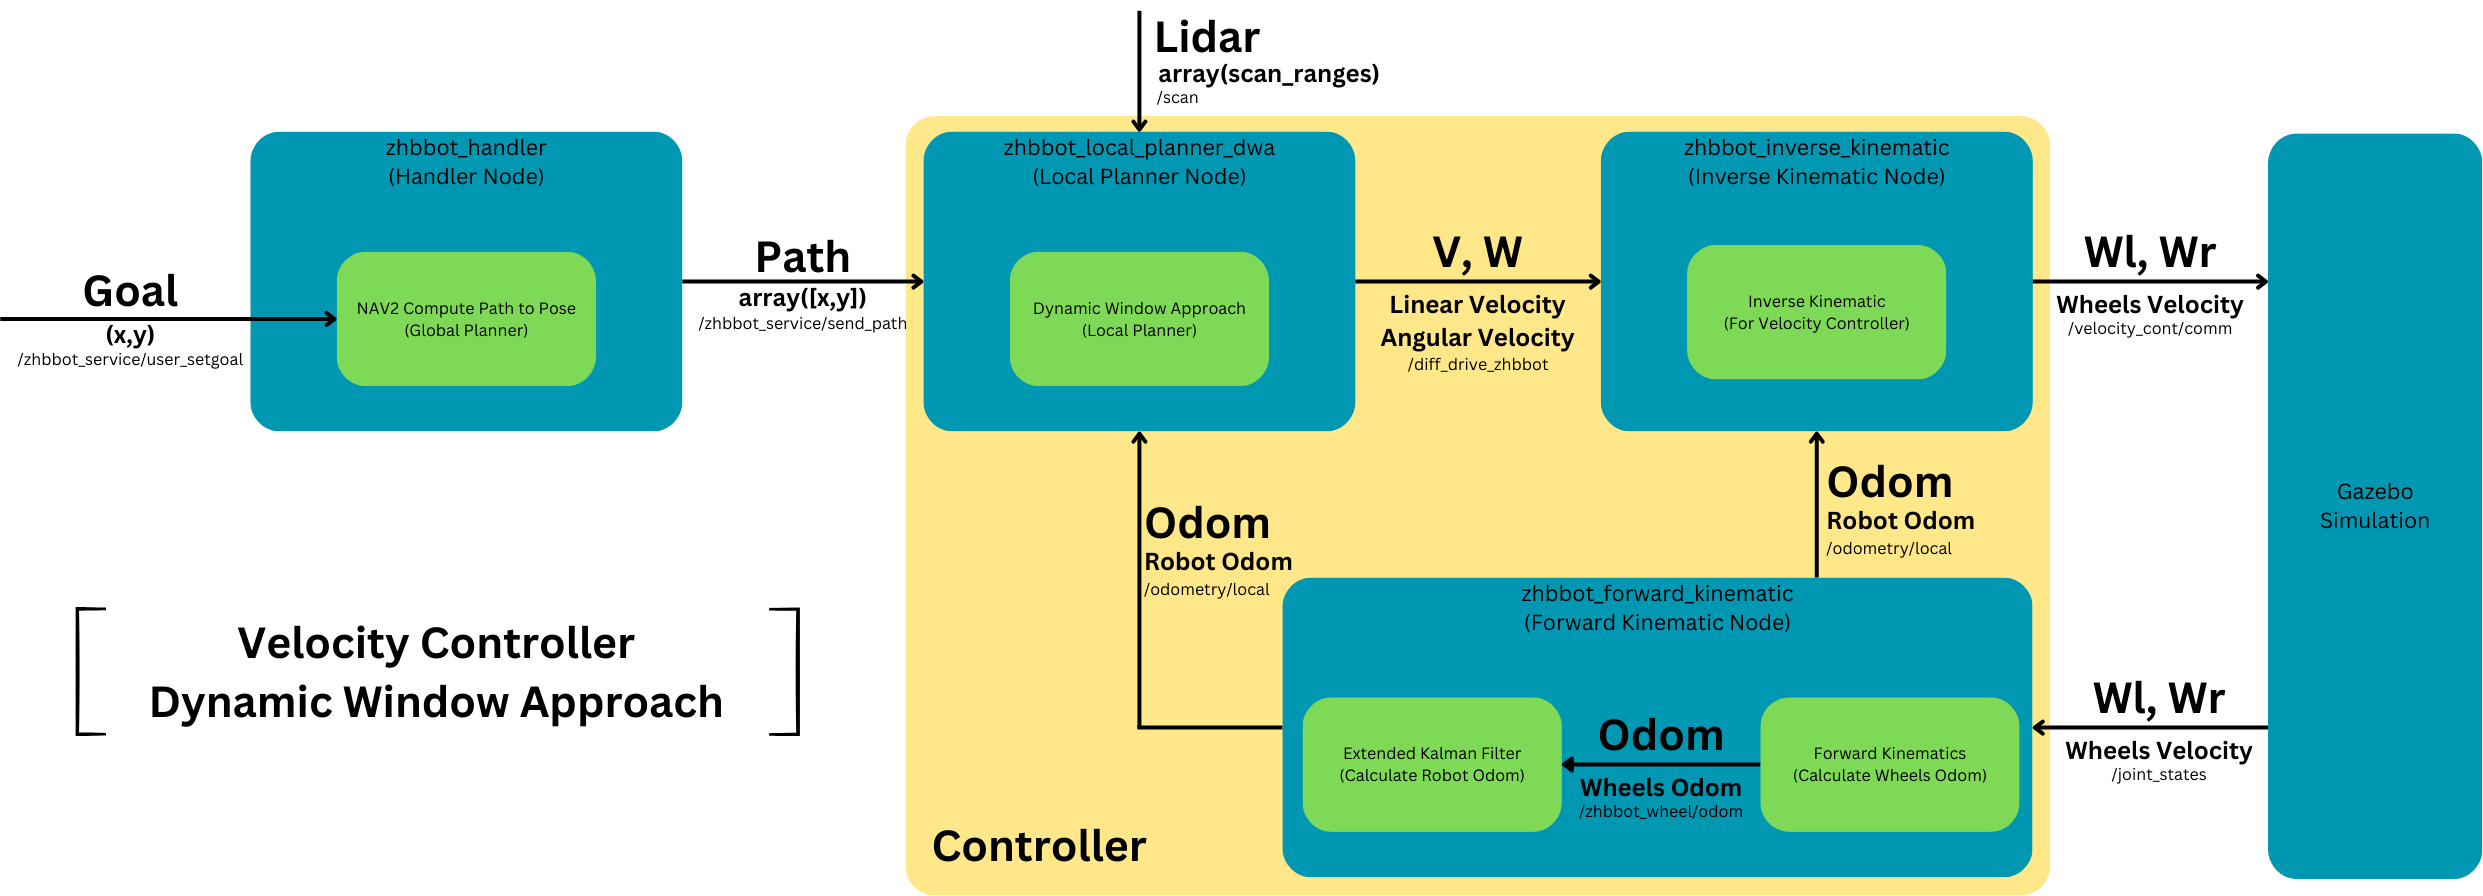 Lidar
array(scan_ranges)
/scan
zhbbot_handler
(Handler Node)
NAV2 Compute Path to Pose
(Global Planner)
Goal
(x,y)
/zhbbot_service/user_setgoal
Path
array([x,y])
/zhbbot_service/send_path
zhbbot_local_planner_dwa
(Local Planner Node)
Dynamic Window Approach
(Local Planner)
V, W
Linear Velocity
Angular Velocity
/diff_drive_zhbbot
zhbbot_inverse_kinematic
(Inverse Kinematic Node)
Inverse Kinematic
(For Velocity Controller)
Wl, Wr
Wheels Velocity
/velocity_cont/comm
Gazebo
Simulation
Odom
Robot Odom
/odometry/local
Odom
Robot Odom
/odometry/local
zhbbot_forward_kinematic
(Forward Kinematic Node)
Extended Kalman Filter
(Calculate Robot Odom)
Odom
Wheels Odom
/zhbbot_wheel/odom
Forward Kinematics
(Calculate Wheels Odom)
Wl, Wr
Wheels Velocity
/joint_states
Velocity Controller
Dynamic Window Approach
Controller